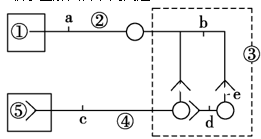 ① a ② b ③
⑤ c ④ d e